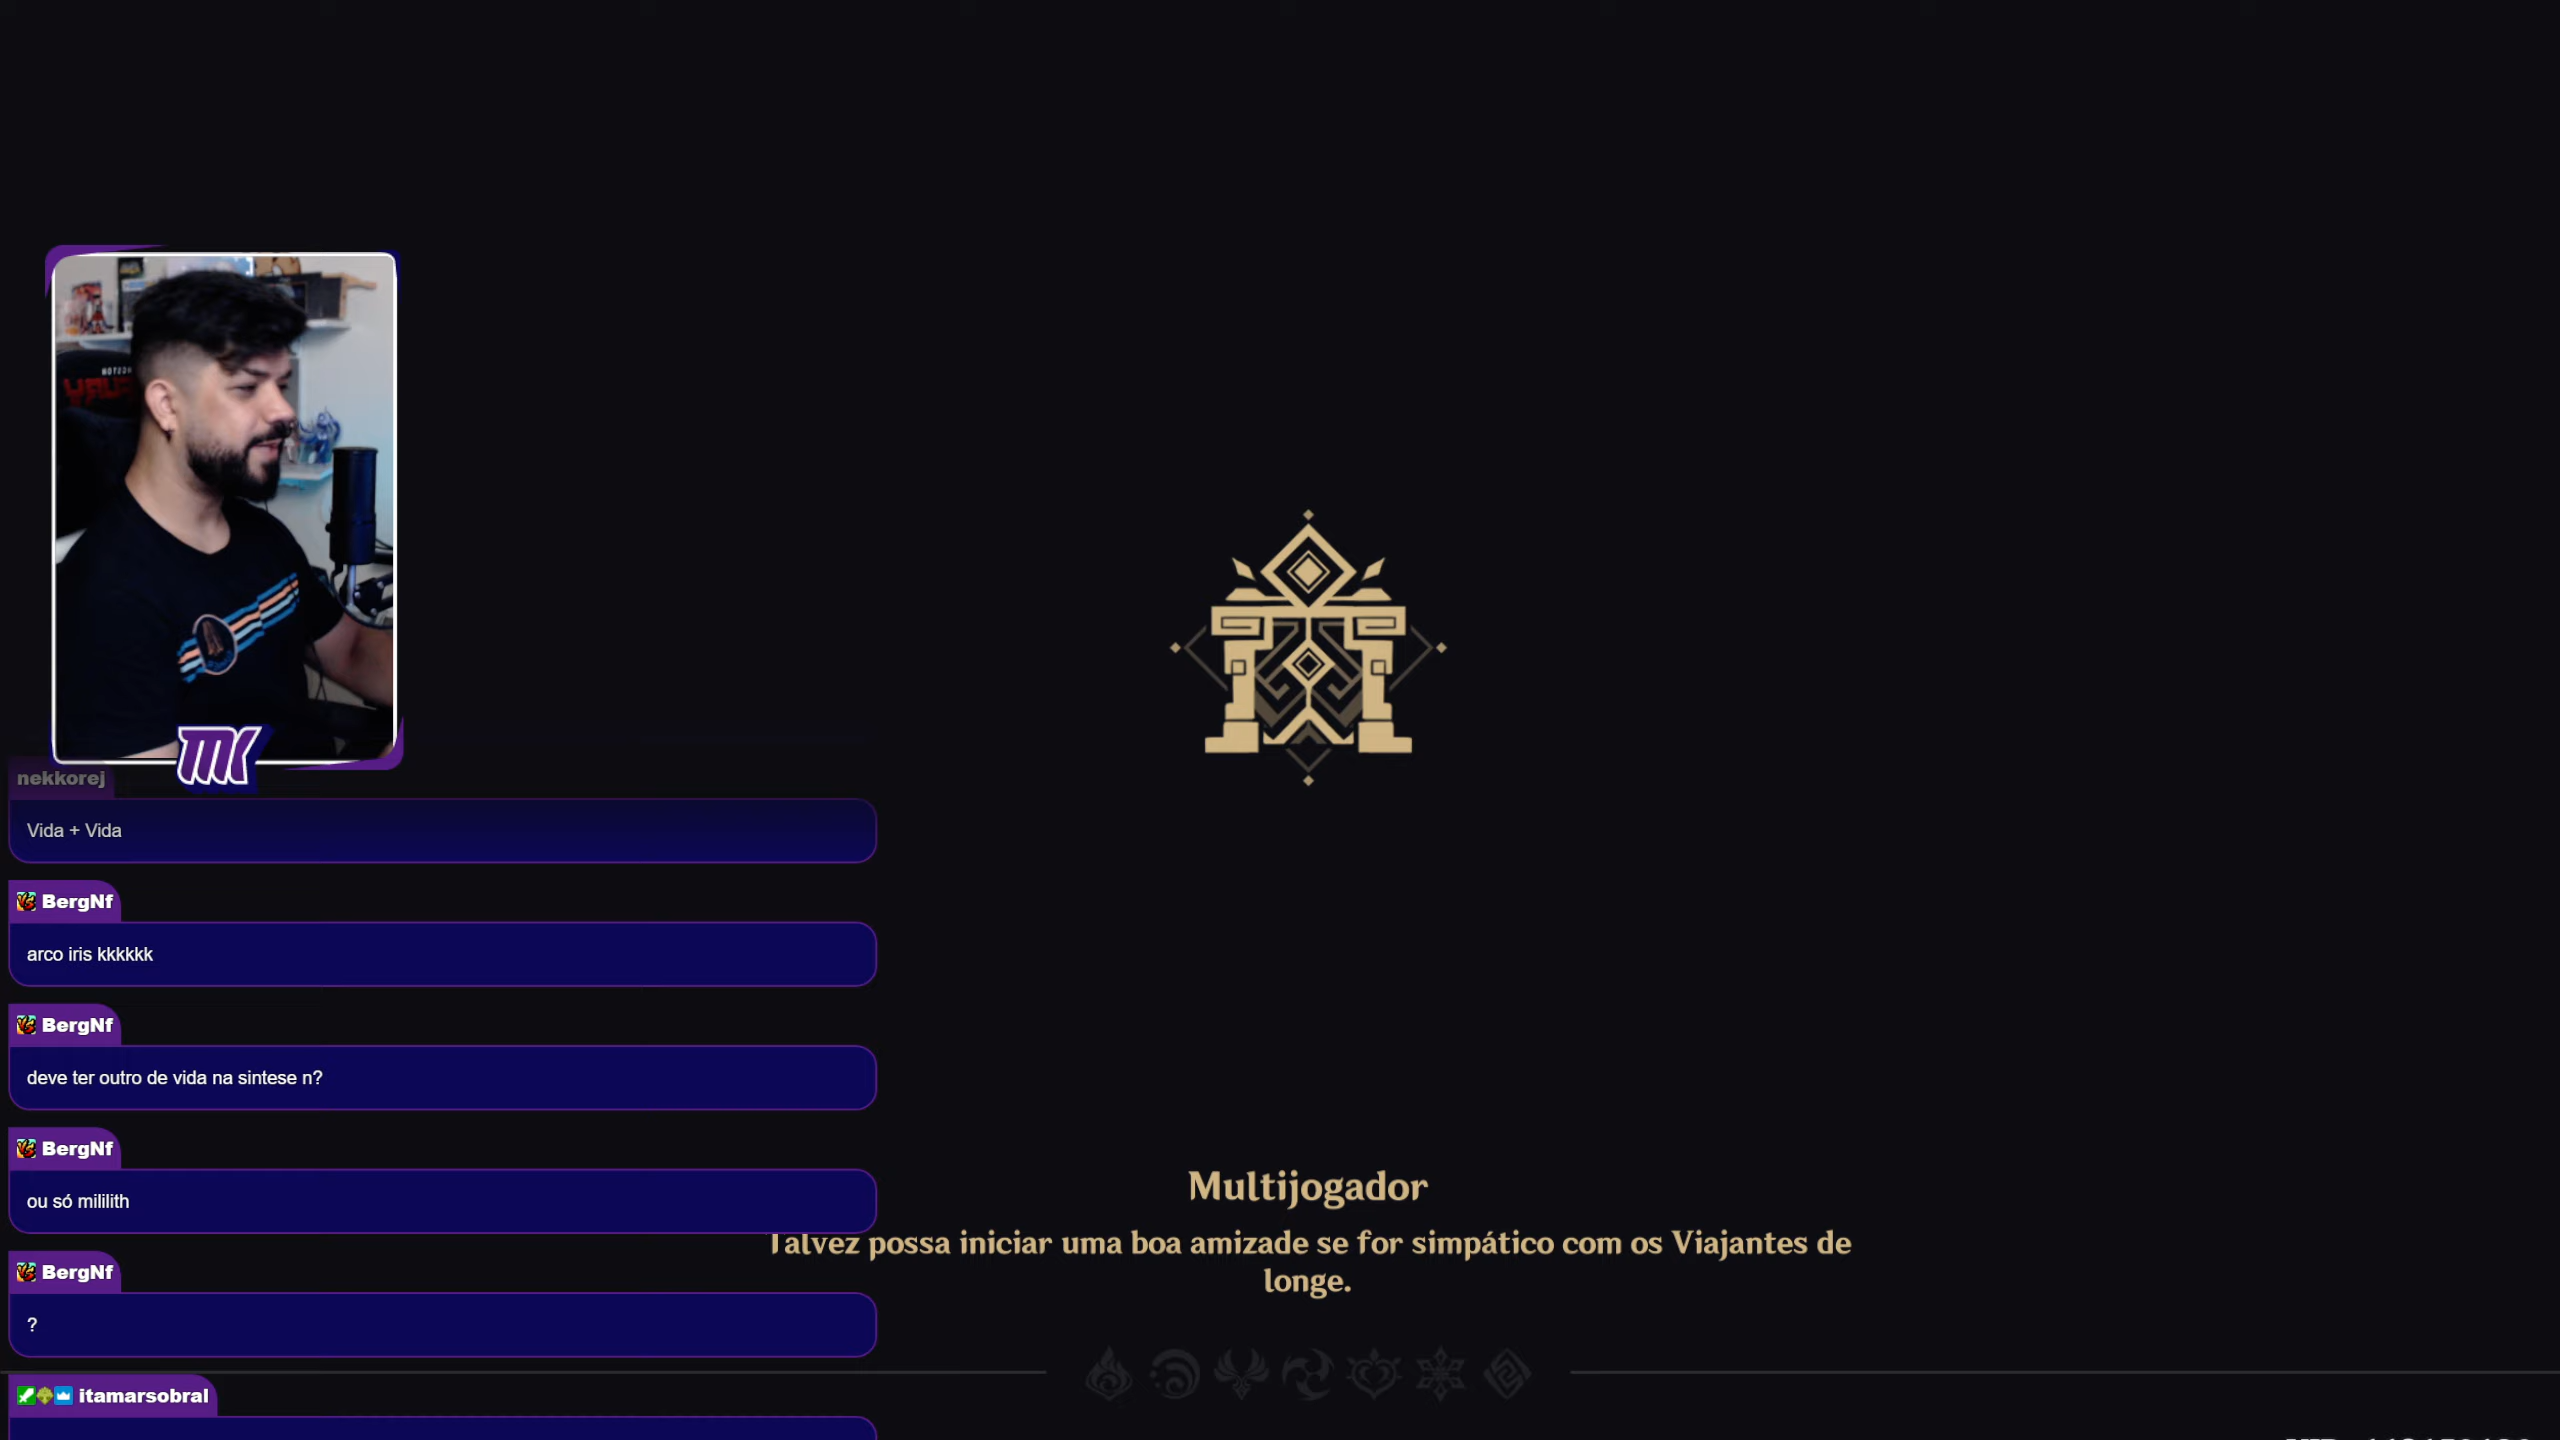 nekkorej
Vida + Vida
BergNf
arco iris kkkkkk
BergNf
deve ter outro de vida na sintese n?
BergNf
ou só mililith
BergNf
?
itamarsobral
Multijogador
Talvez possa iniciar uma boa amizade se for simpático com os Viajantes de
longe.